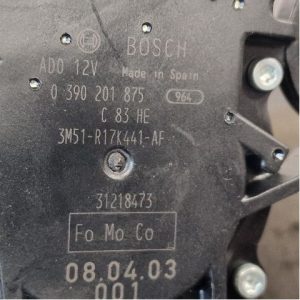 BOSCH
ADO 12V Made in Spain
0 390 201 875 964
C 83 HE
3M51-R17K441-AF
31218473
Fo Mo Co
08.04.03
001